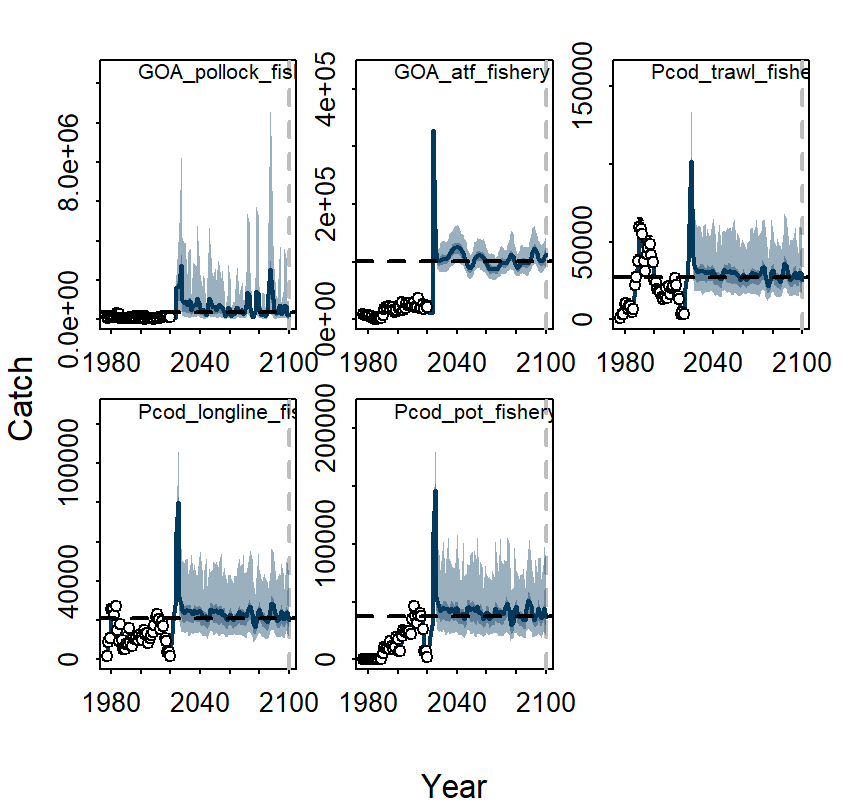 GOA_pollock_fisl
GOA_atf_fishery
Pcod_trawl_fishe
0.0e+00 8.0e+06
0e+00 2e+05 4e+05
0 50000 150000
1980 2040 2100
1980 2040 2100
1980 2040 2100
Catch
Pcod_longline_fis
Pcod_pot_fishery
0 40000 100000
0 100000 200000
1980 2040 2100
1980 2040 2100
Year